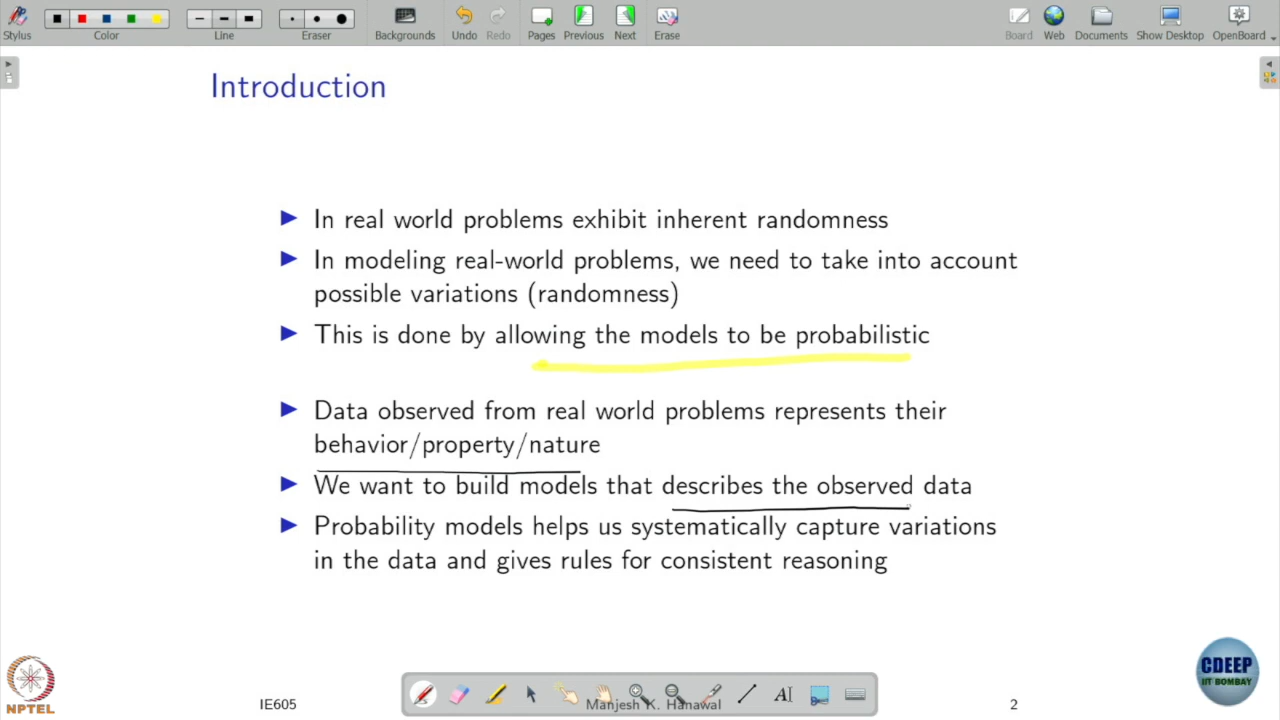 Stylus
Color
Line
Eraser
Backgrounds
Undo
Redo
Pages
Previous
Next
Erase
Board
Web
Documents
Show Desktop
OpenBoard
Introduction
In real world problems exhibit inherent randomness
In modeling real-world problems, we need to take into account
possible variations (randomness)
This is done by allowing the models to be probabilistic
Data observed from real world problems represents their
behavior/property/nature
We want to build models that describes the observed data
Probability models helps us systematically capture variations
in the data and gives rules for consistent reasoning
NPTEL
IE605
Manjesh K. Hanawal
2
CDEEP
IIT BOMBAY